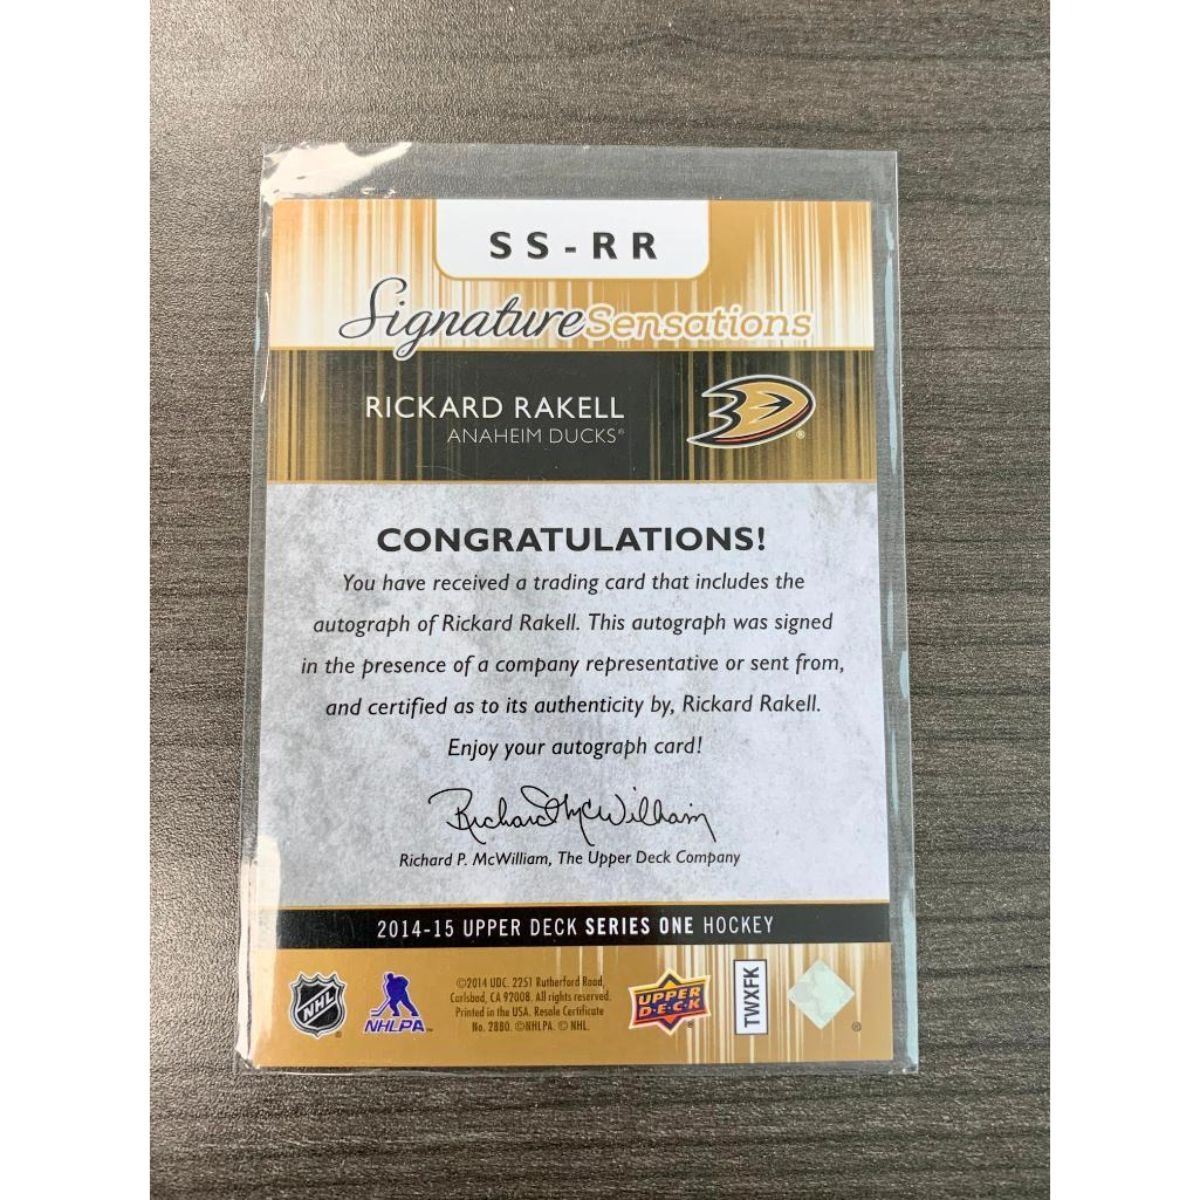 SS-RR
Signature Sensations
RICKARD RAKELL
ANAHEIM DUCKS®
®
CONGRATULATIONS!
You have received a trading card that includes the
autograph of Rickard Rakell. This autograph was signed
in the presence of a company representative or sent from,
and certified as to its authenticity by, Rickard Rakell.
Enjoy your autograph card!
Richard McWilliam
Richard P. McWilliam, The Upper Deck Company
2014-15 UPPER DECK SERIES ONE HOCKEY
NHL
®
NHLPA
©2014 UDC. 2251 Rutherford Road,
Carlsbad, CA 92008. All rights reserved.
Printed in the USA. Resale Certificate
No. 2880. ©NHLPA. © NHL.
UPPER
D·E·C·K
®
TWXFK
®